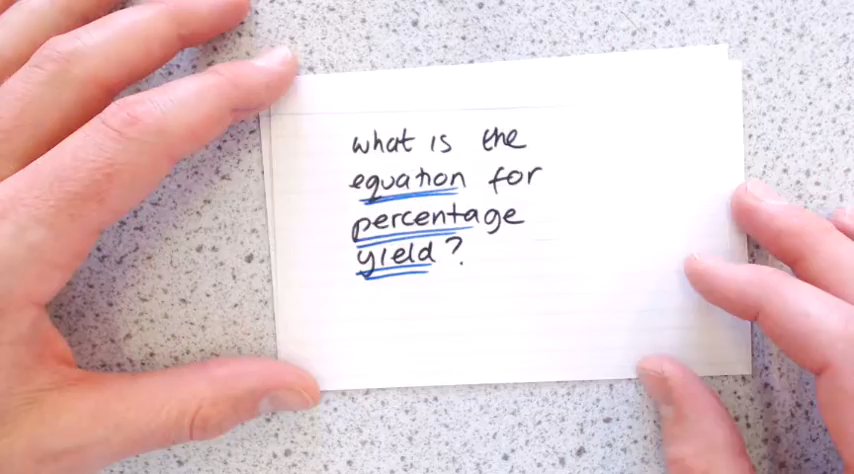 what is the
equation for
percentage
yield?